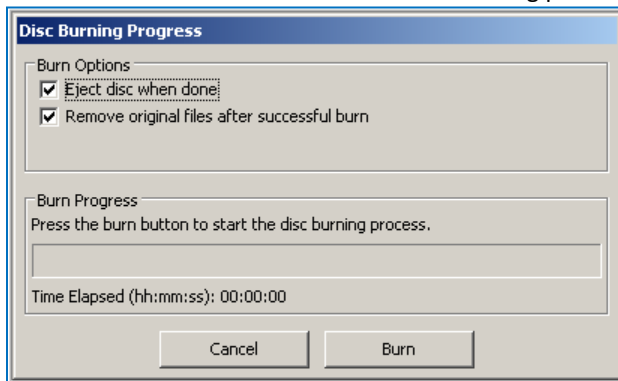 Disc Burning Progress
Burn Options
Eject disc when done
Remove original files after successful burn
Burn Progress
Press the burn button to start the disc burning process.
Time Elapsed (hh:mm:ss): 00:00:00
Cancel Burn